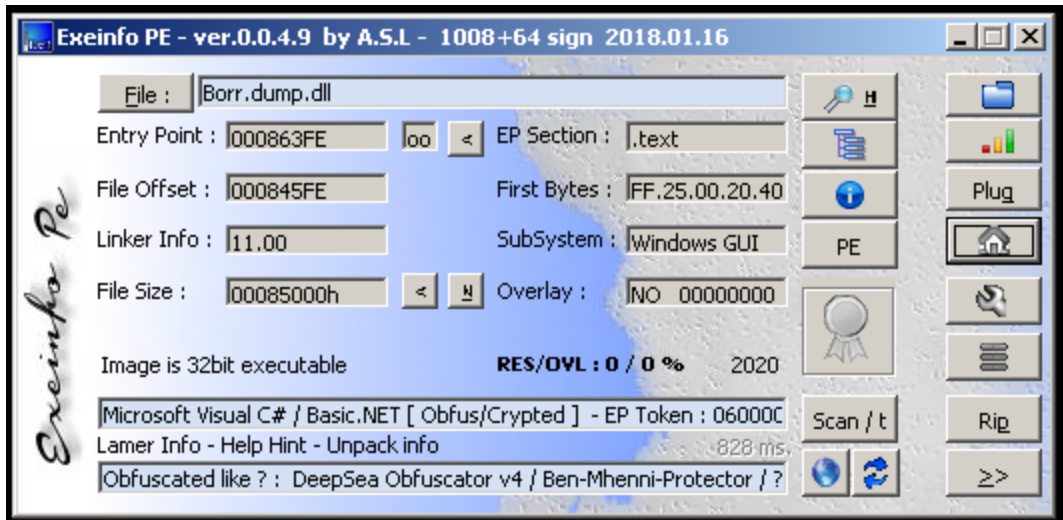 Exeinfo PE - ver.0.0.4.9 by A.S.L - 1008+64 sign 2018.01.16
File : Borr.dump.dll H
Entry Point : 000863FE oo < EP Section : .text
File Offset : 000845FE First Bytes : FF.25.00.20.40 Plug
Linker Info : 11.00 SubSystem : Windows GUI PE
File Size : 00085000h < N Overlay : NO 00000000
Image is 32bit executable RES/OVL : 0 / 0 % 2020
Microsoft Visual C# / Basic.NET [ Obfus/Crypted ] - EP Token : 060000 Scan / t Rip
Lamer Info - Help Hint - Unpack info 828 ms.
Obfuscated like ? : DeepSea Obfuscator v4 / Ben-Mhenni-Protector / ? >>
Exeinfo Pe